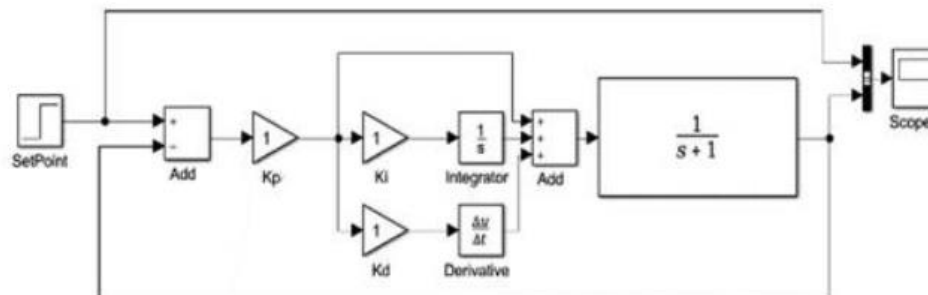 SetPoint
+
−
Add
1
Kp
1
Ki
1
s
Integrator
+
+
+
Add
1
s + 1
Scope
1
Kd
Δu
Δt
Derivative